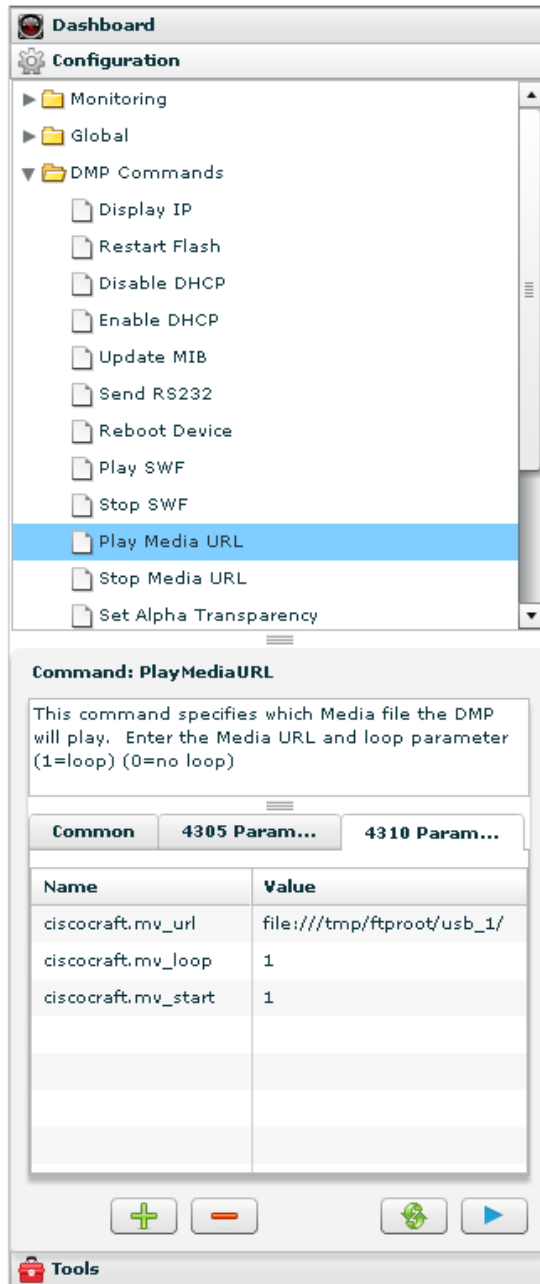 Dashboard
Configuration
Monitoring
Global
DMP Commands
Display IP
Restart Flash
Disable DHCP
Enable DHCP
Update MIB
Send RS232
Reboot Device
Play SWF
Stop SWF
Play Media URL
Stop Media URL
Set Alpha Transparency
Command: PlayMediaURL
This command specifies which Media file the DMP
will play.  Enter the Media URL and loop parameter
(1=loop) (0=no loop)
Common 4305 Param... 4310 Param...
Name Value
ciscocraft.mv_url file:///tmp/ftproot/usb_1/
ciscocraft.mv_loop 1
ciscocraft.mv_start 1
Tools